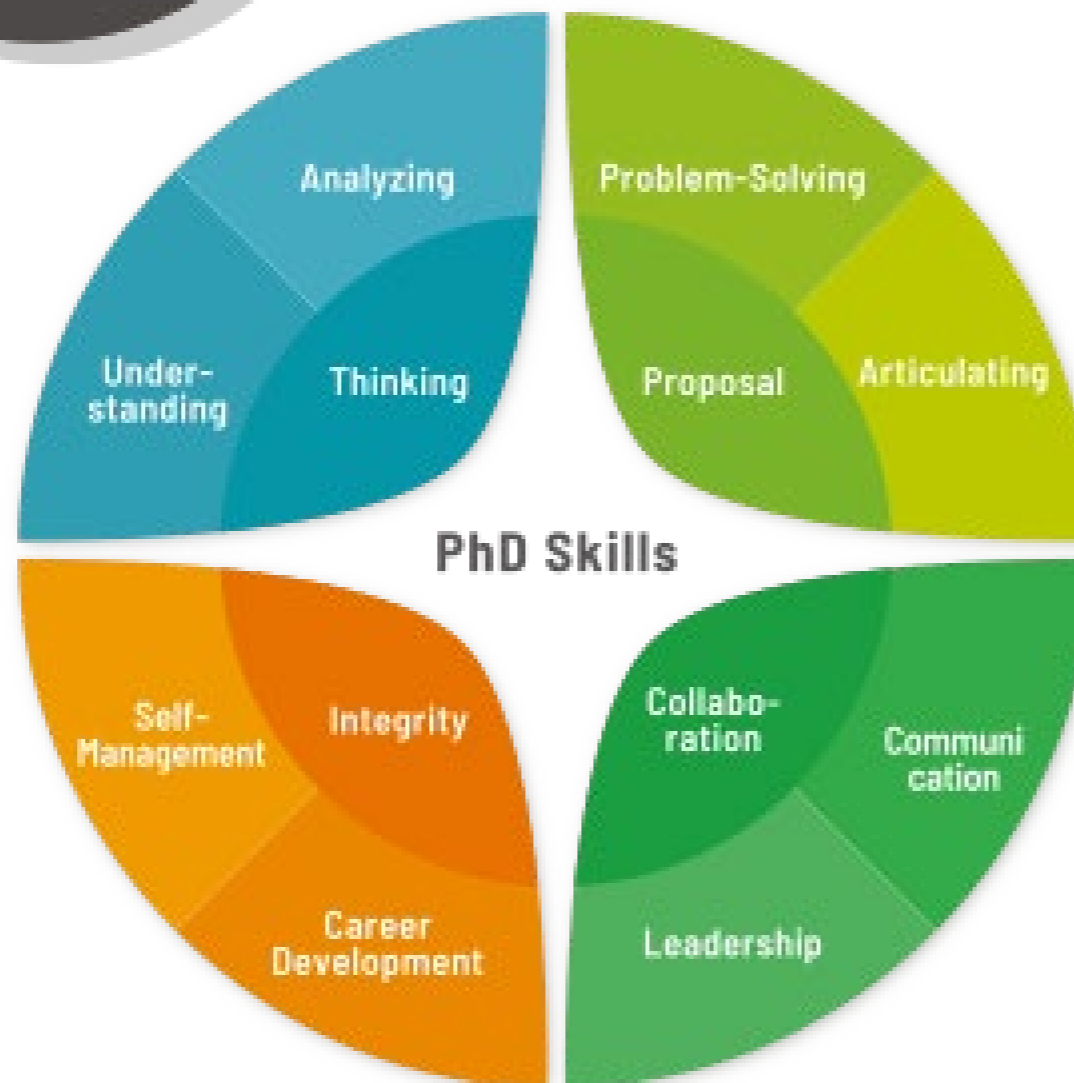 Analyzing
Problem-Solving
Under-
standing
Thinking
Proposal
Articulating
PhD Skills
Self-
Management
Integrity
Collabo-
ration
Communi
cation
Career
Development
Leadership